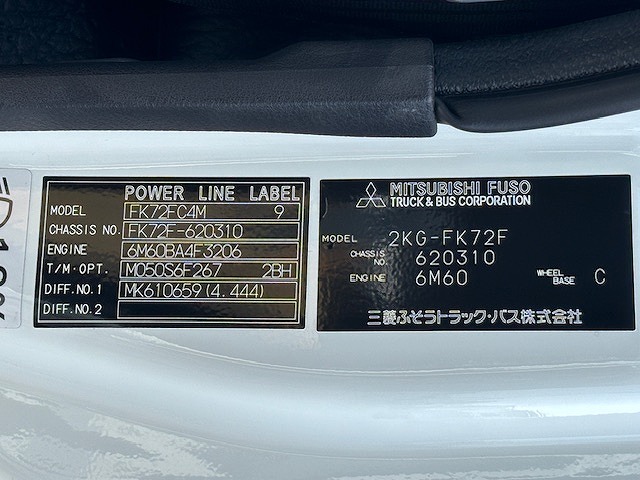 POWER LINE LABEL
MODEL FK72FC4M 9
CHASSIS NO. FK72F-620310
ENGINE 6M60BA4F3206
T/M・OPT. M050S6F267 2BH
DIFF.NO.1 MK610659(4.444)
DIFF.NO.2
MITSUBISHI FUSO
TRUCK & BUS CORPORATION
MODEL 2KG-FK72F
CHASSIS NO. 620310
ENGINE 6M60 WHEEL BASE C
三菱ふそうトラック・バス株式会社